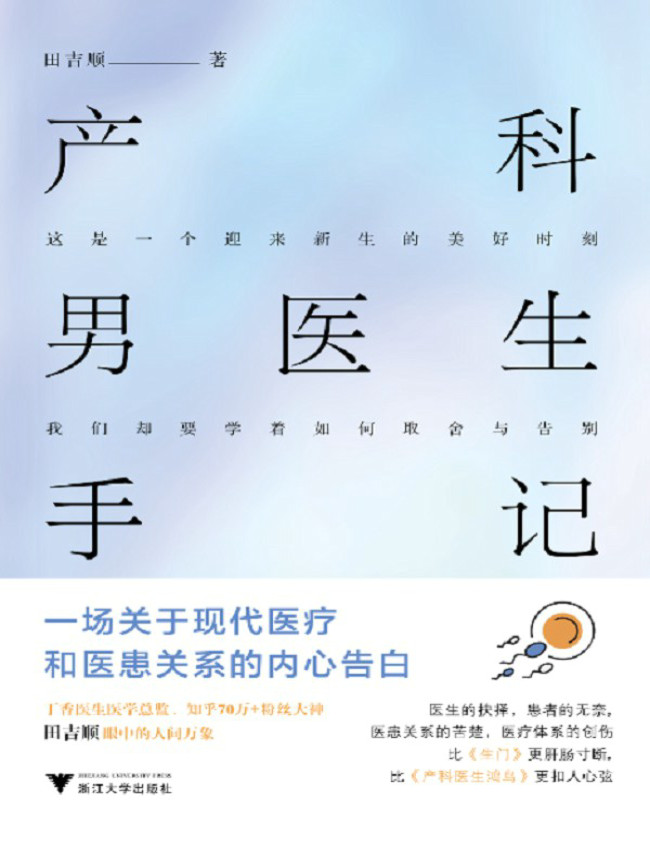 田吉顺 著
产科
这是一个迎来新生的美好时刻
男医生
我们却要学着如何取舍与告别
手记
一场关于现代医疗
和医患关系的内心告白
丁香医生医学总监、知乎70万+粉丝大神
田吉顺 眼中的人间万象
医生的抉择，患者的无奈，
医患关系的苦楚，医疗体系的创伤
比《生门》更肝肠寸断，
比《产科医生鸿鸟》更扣人心弦
ZHEJIANG UNIVERSITY PRESS
浙江大学出版社